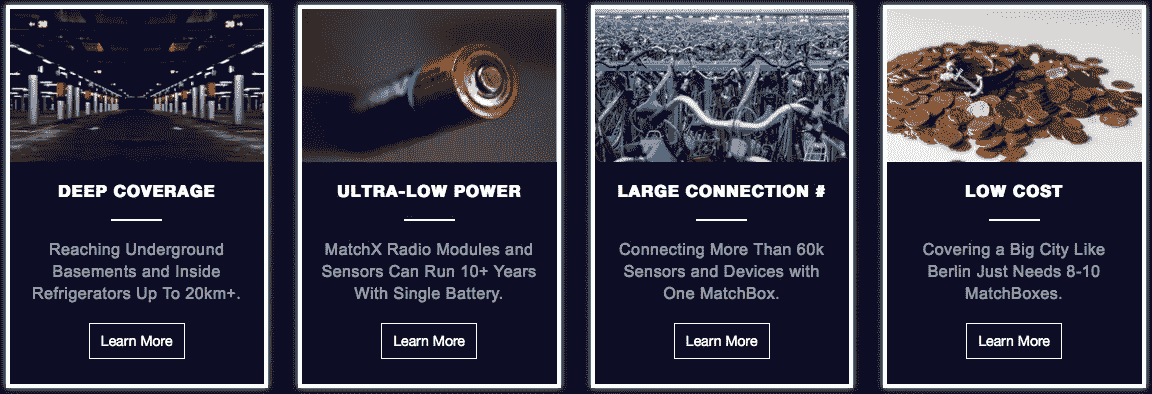 DEEP COVERAGE
Reaching Underground
Basements and Inside
Refrigerators Up To 20km+.
Learn More
ULTRA-LOW POWER
MatchX Radio Modules and
Sensors Can Run 10+ Years
With Single Battery.
Learn More
LARGE CONNECTION #
Connecting More Than 60k
Sensors and Devices with
One MatchBox.
Learn More
LOW COST
Covering a Big City Like
Berlin Just Needs 8-10
MatchBoxes.
Learn More